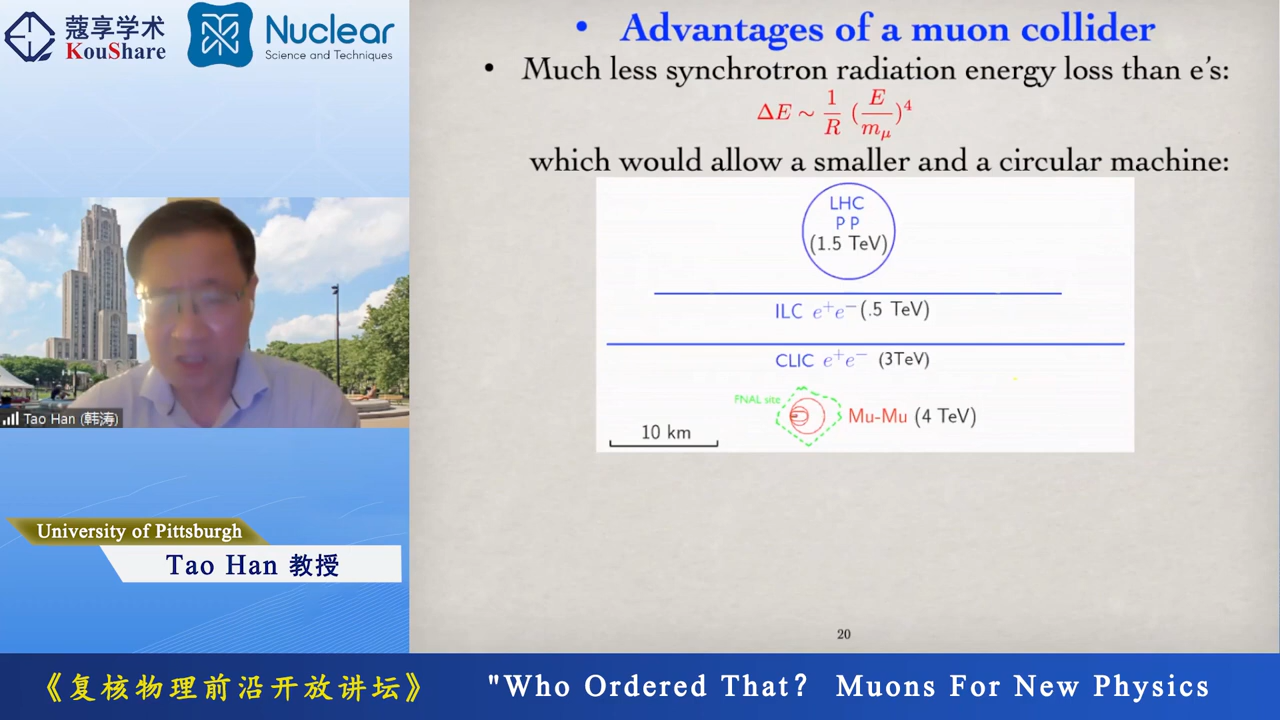 蔻享学术
KouShare
Nuclear
Science and Techniques
• Advantages of a muon collider
• Much less synchrotron radiation energy loss than e’s:
ΔE ~ 1/R (E/m_μ)^4
which would allow a smaller and a circular machine:
LHC
P P
(1.5 TeV)
ILC e⁺e⁻ (.5 TeV)
CLIC e⁺e⁻ (3TeV)
FNAL site
Mu-Mu (4 TeV)
10 km
20
Tao Han (韩涛)
University of Pittsburgh
Tao Han 教授
《复核物理前沿开放讲坛》 "Who Ordered That？ Muons For New Physics